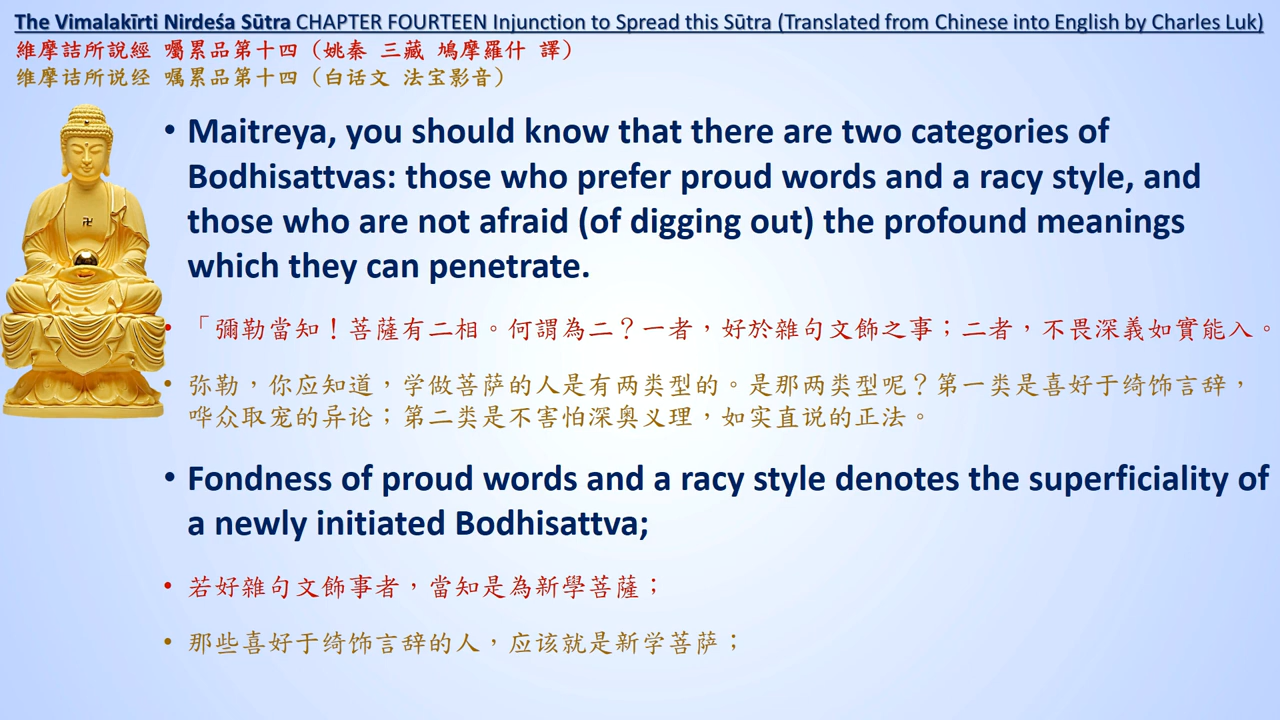 The Vimalakīrti Nirdeśa Sūtra CHAPTER FOURTEEN Injunction to Spread this Sūtra (Translated from Chinese into English by Charles Luk)
維摩詰所說經 囑累品第十四（姚秦 三藏 鳩摩羅什 譯）
维摩诘所说经 嘱累品第十四（白话文 法宝影音）
• Maitreya, you should know that there are two categories of
Bodhisattvas: those who prefer proud words and a racy style, and
those who are not afraid (of digging out) the profound meanings
which they can penetrate.
• 「彌勒當知！菩薩有二相。何謂為二？一者，好於雜句文飾之事；二者，不畏深義如實能入。
• 弥勒，你应知道，学做菩萨的人是有两类型的。是那两类型呢？第一类是喜好于绮饰言辞，
哗众取宠的异论；第二类是不害怕深奥义理，如实直说的正法。
• Fondness of proud words and a racy style denotes the superficiality of
a newly initiated Bodhisattva;
• 若好雜句文飾事者，當知是為新學菩薩；
• 那些喜好于绮饰言辞的人，应该就是新学菩萨；
卍